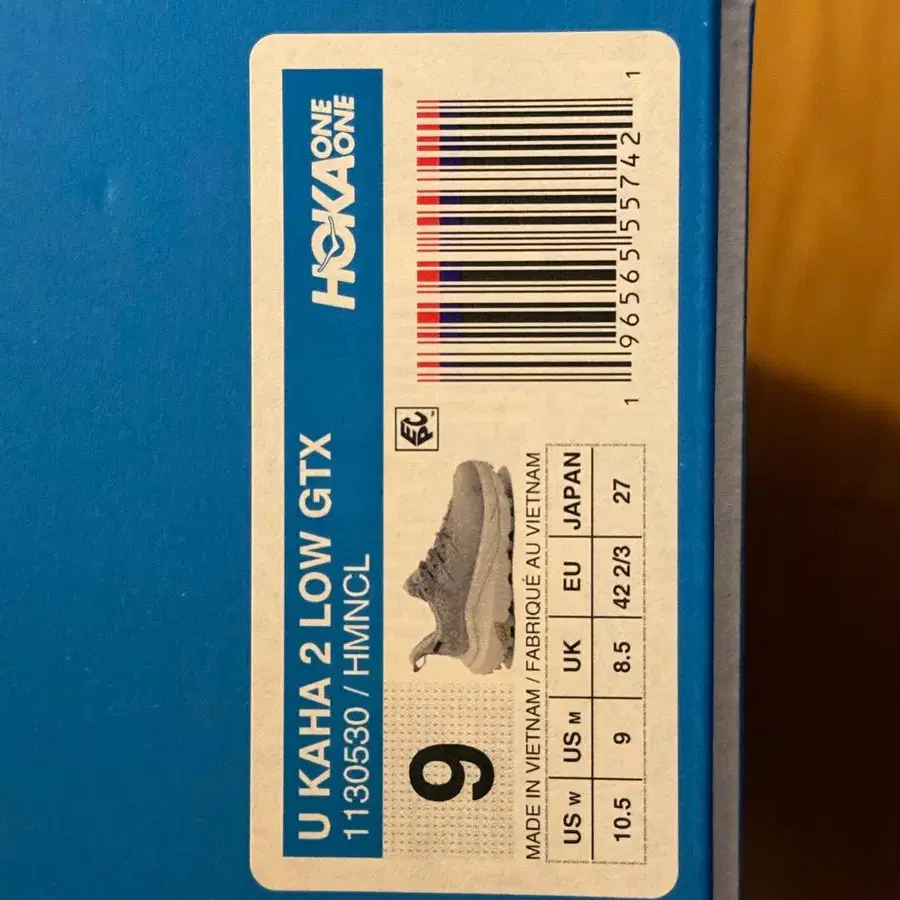 U KAHA 2 LOW GTX
1130530 / HMNCL
HOKA ONE ONE
9
EPC
1 96565 55742 1
MADE IN VIETNAM / FABRIQUÉ AU VIETNAM
US W US M UK EU JAPAN
10.5 9 8.5 42 2/3 27